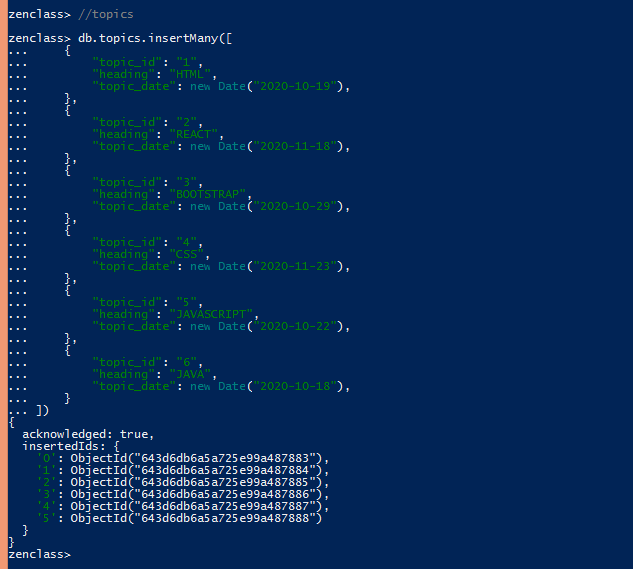 zenclass> //topics
zenclass> db.topics.insertMany([
...     {
...         "topic_id": "1",
...         "heading": "HTML",
...         "topic_date": new Date("2020-10-19"),
...     },
...     {
...         "topic_id": "2",
...         "heading": "REACT",
...         "topic_date": new Date("2020-11-18"),
...     },
...     {
...         "topic_id": "3",
...         "heading": "BOOTSTRAP",
...         "topic_date": new Date("2020-10-29"),
...     },
...     {
...         "topic_id": "4",
...         "heading": "CSS",
...         "topic_date": new Date("2020-11-23"),
...     },
...     {
...         "topic_id": "5",
...         "heading": "JAVASCRIPT",
...         "topic_date": new Date("2020-10-22"),
...     },
...     {
...         "topic_id": "6",
...         "heading": "JAVA",
...         "topic_date": new Date("2020-10-18"),
...     }
... ])
{
  acknowledged: true,
  insertedIds: {
    '0': ObjectId("643d6db6a5a725e99a487883"),
    '1': ObjectId("643d6db6a5a725e99a487884"),
    '2': ObjectId("643d6db6a5a725e99a487885"),
    '3': ObjectId("643d6db6a5a725e99a487886"),
    '4': ObjectId("643d6db6a5a725e99a487887"),
    '5': ObjectId("643d6db6a5a725e99a487888")
  }
}
zenclass>